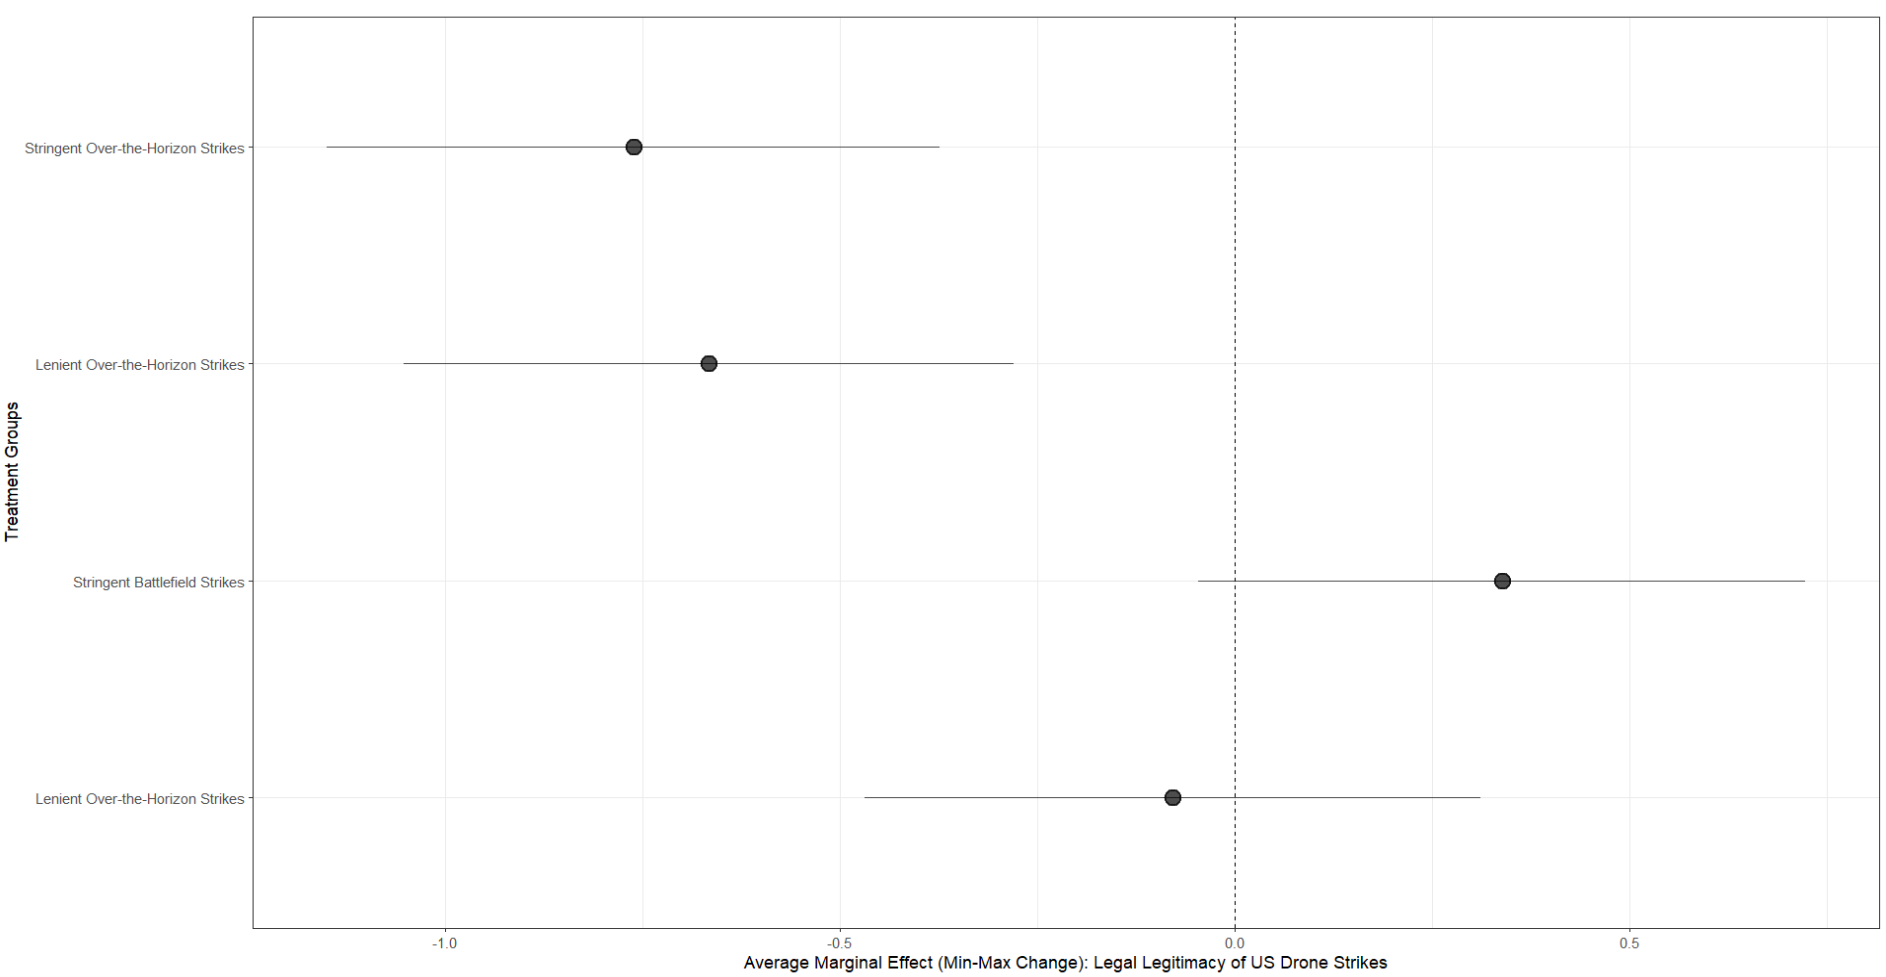 Treatment Groups
Stringent Over-the-Horizon Strikes
Lenient Over-the-Horizon Strikes
Stringent Battlefield Strikes
Lenient Over-the-Horizon Strikes
-1.0 -0.5 0.0 0.5
Average Marginal Effect (Min-Max Change): Legal Legitimacy of US Drone Strikes